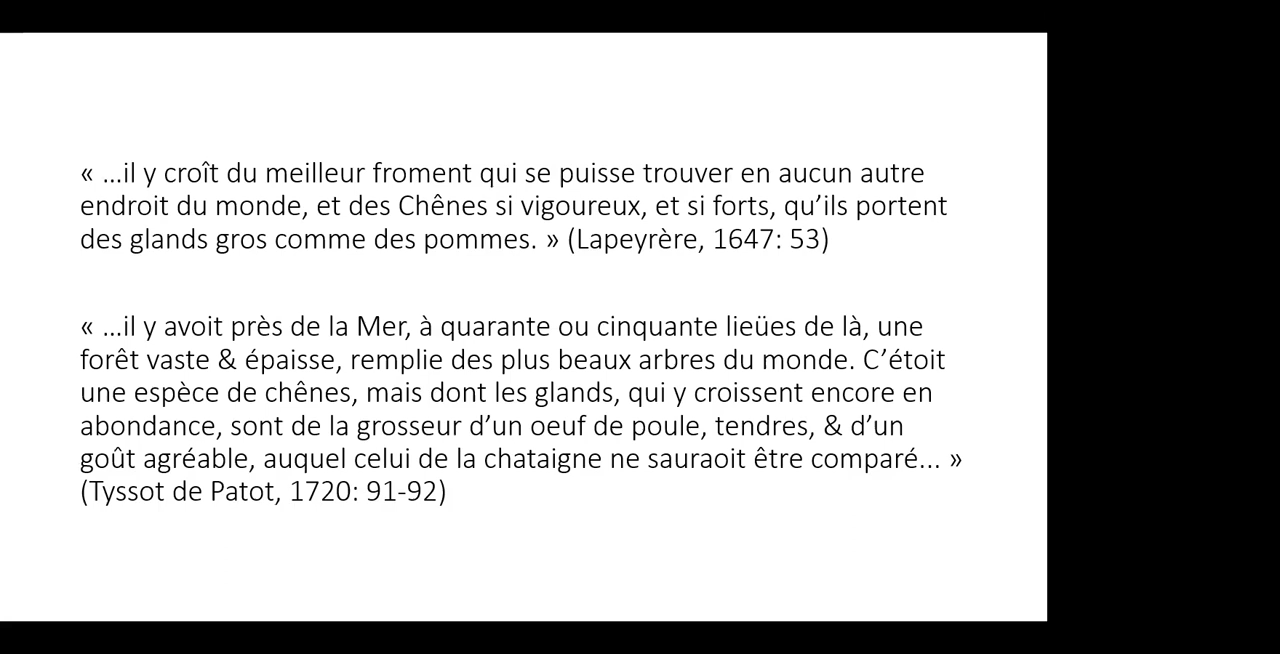 « …il y croît du meilleur froment qui se puisse trouver en aucun autre
endroit du monde, et des Chênes si vigoureux, et si forts, qu’ils portent
des glands gros comme des pommes. » (Lapeyrère, 1647: 53)
« …il y avoit près de la Mer, à quarante ou cinquante lieües de là, une
forêt vaste & épaisse, remplie des plus beaux arbres du monde. C’étoit
une espèce de chênes, mais dont les glands, qui y croissent encore en
abondance, sont de la grosseur d’un oeuf de poule, tendres, & d’un
goût agréable, auquel celui de la chataigne ne sauraoit être comparé... »
(Tyssot de Patot, 1720: 91-92)